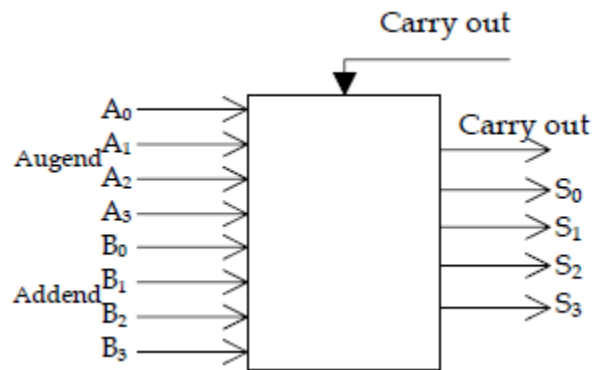 Carry out
A₀
Augend A₁
A₂
A₃
B₀
B₁
Addend B₂
B₃
Carry out
S₀
S₁
S₂
S₃